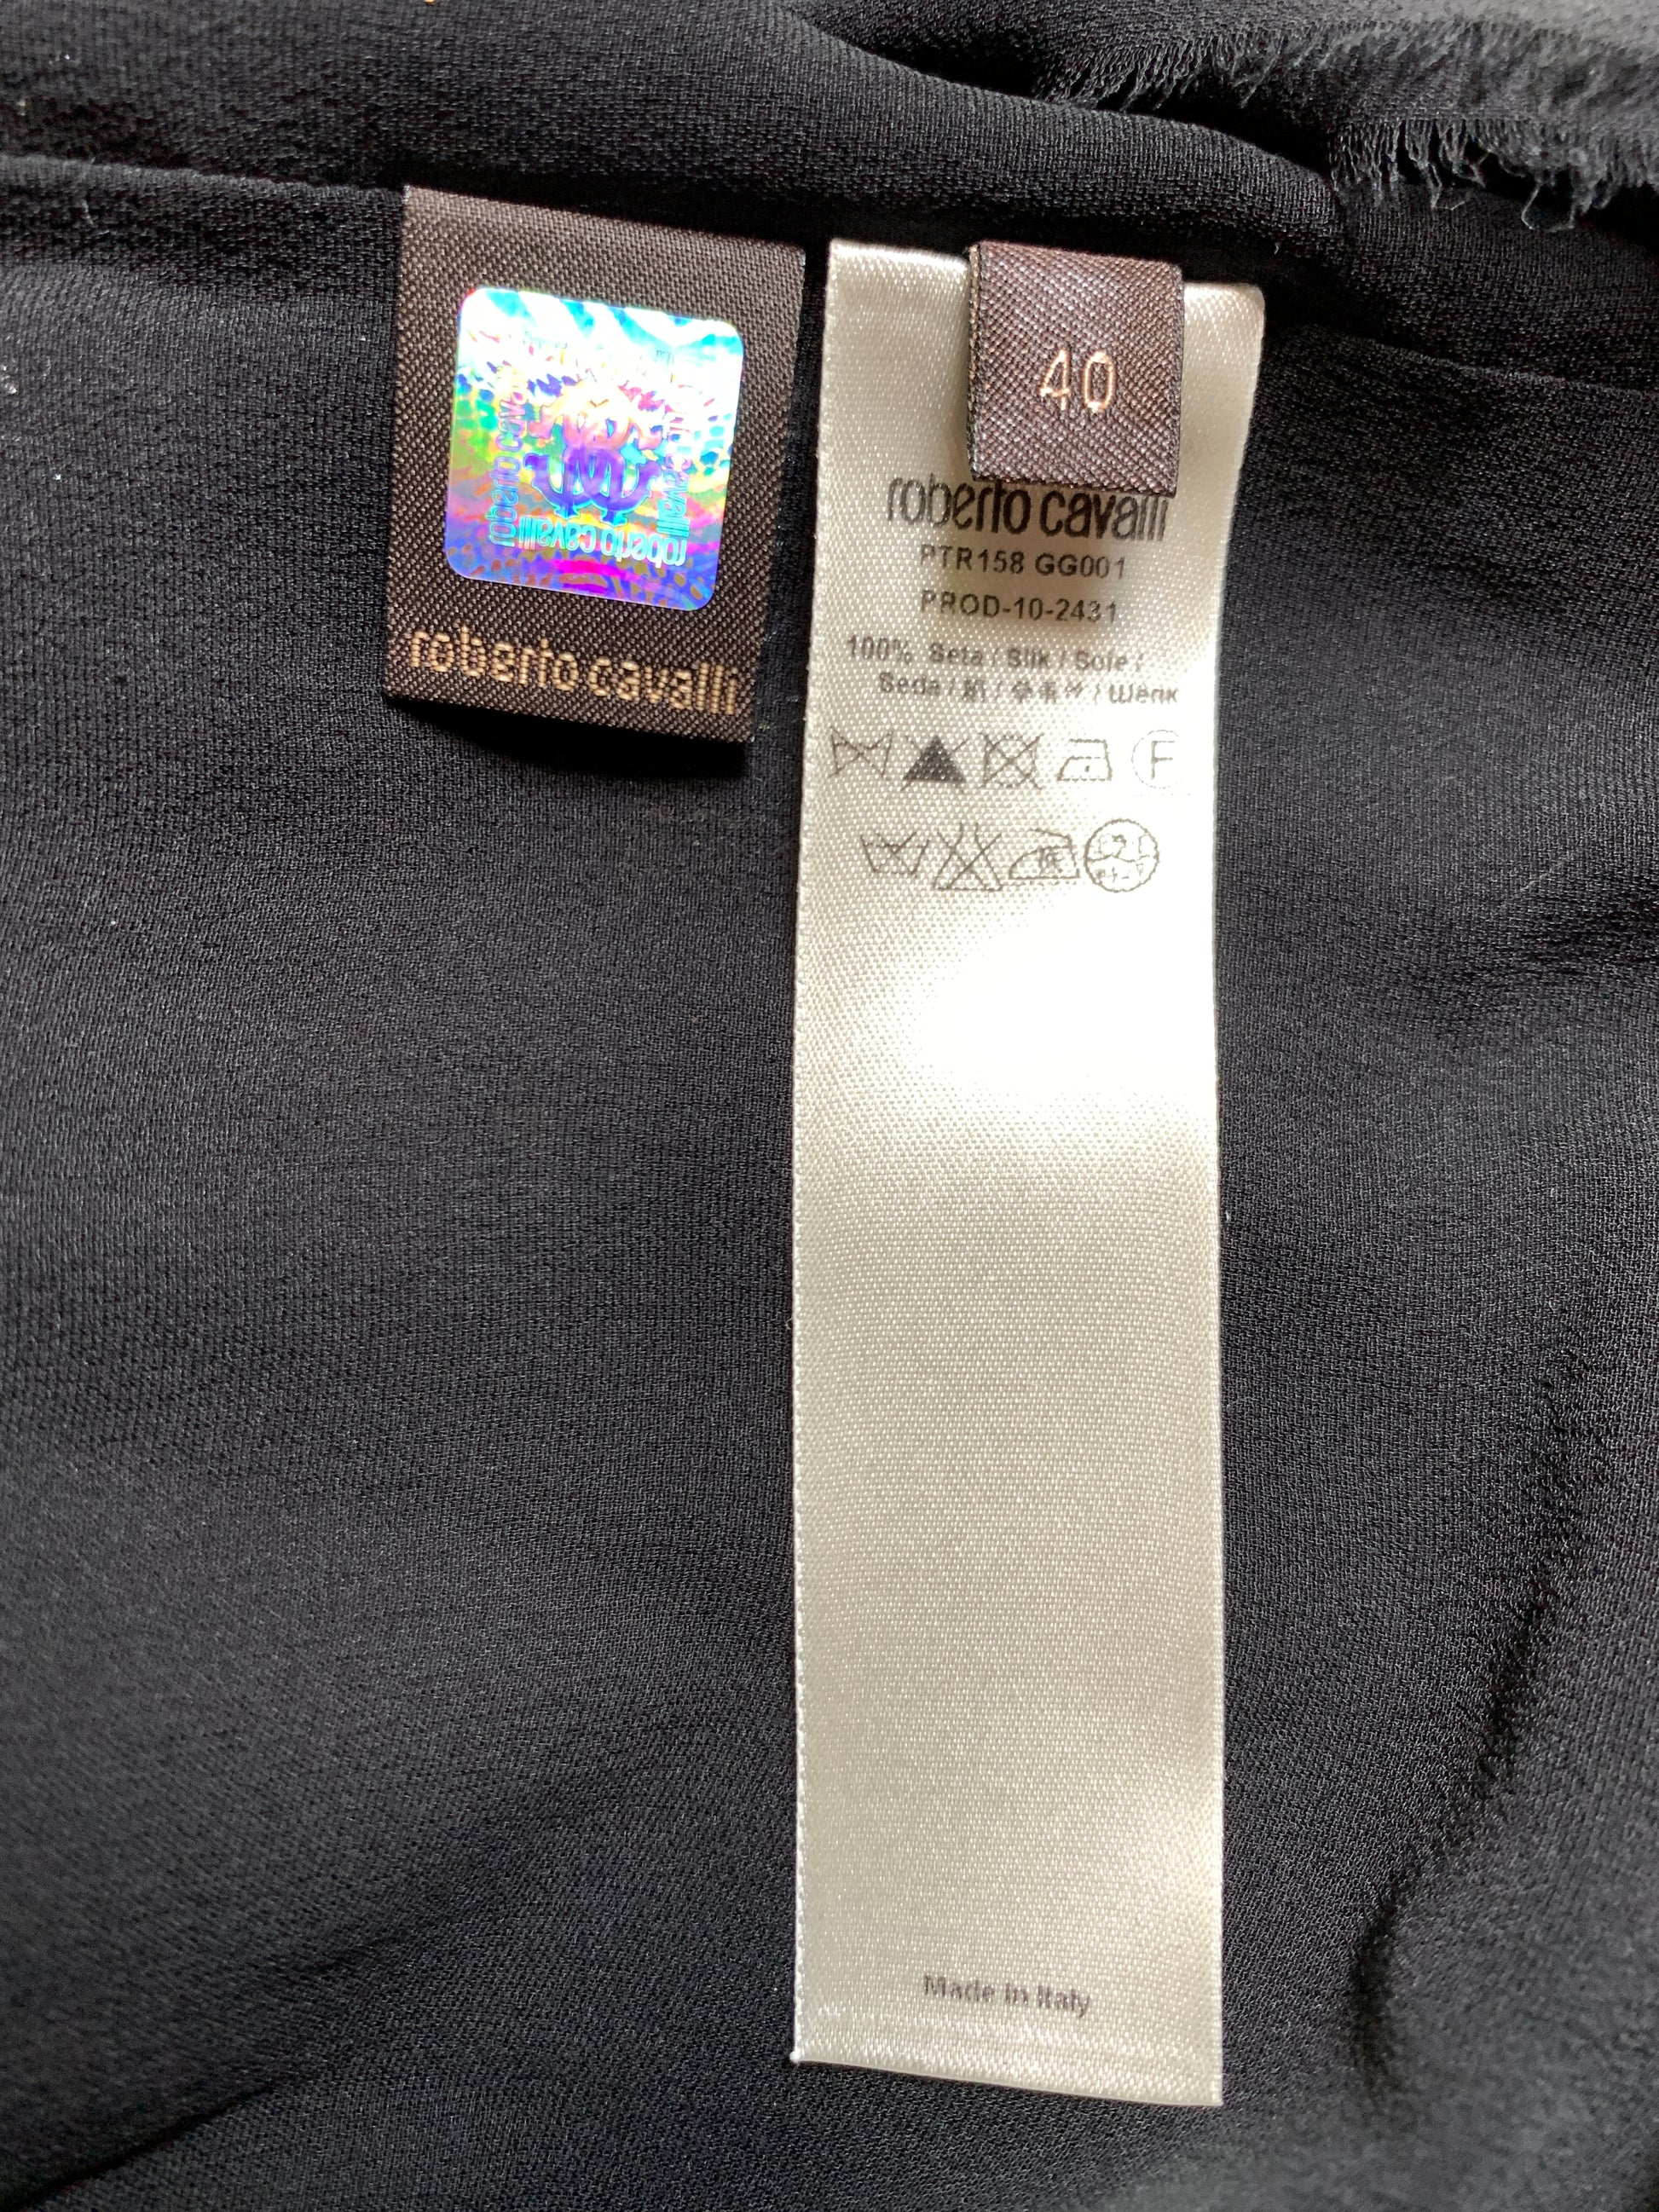 roberto cavalli
roberto cavalli
roberto cavalli
roberto cavalli
40
roberto cavalli
PTR158 GG001
PROD-10-2431
100% Seta / Silk / Soie /
Seda / 絹 / / Шёлк
F
Made in Italy